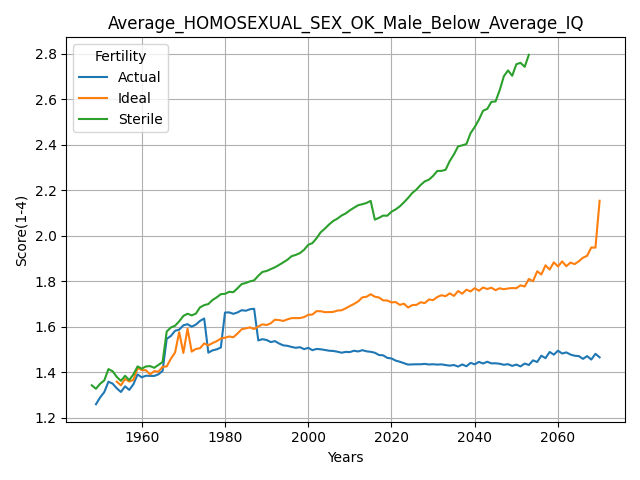 Average_HOMOSEXUAL_SEX_OK_Male_Below_Average_IQ
Fertility
Actual
Ideal
Sterile
Score(1-4)
2.8
2.6
2.4
2.2
2.0
1.8
1.6
1.4
1.2
1960 1980 2000 2020 2040 2060
Years